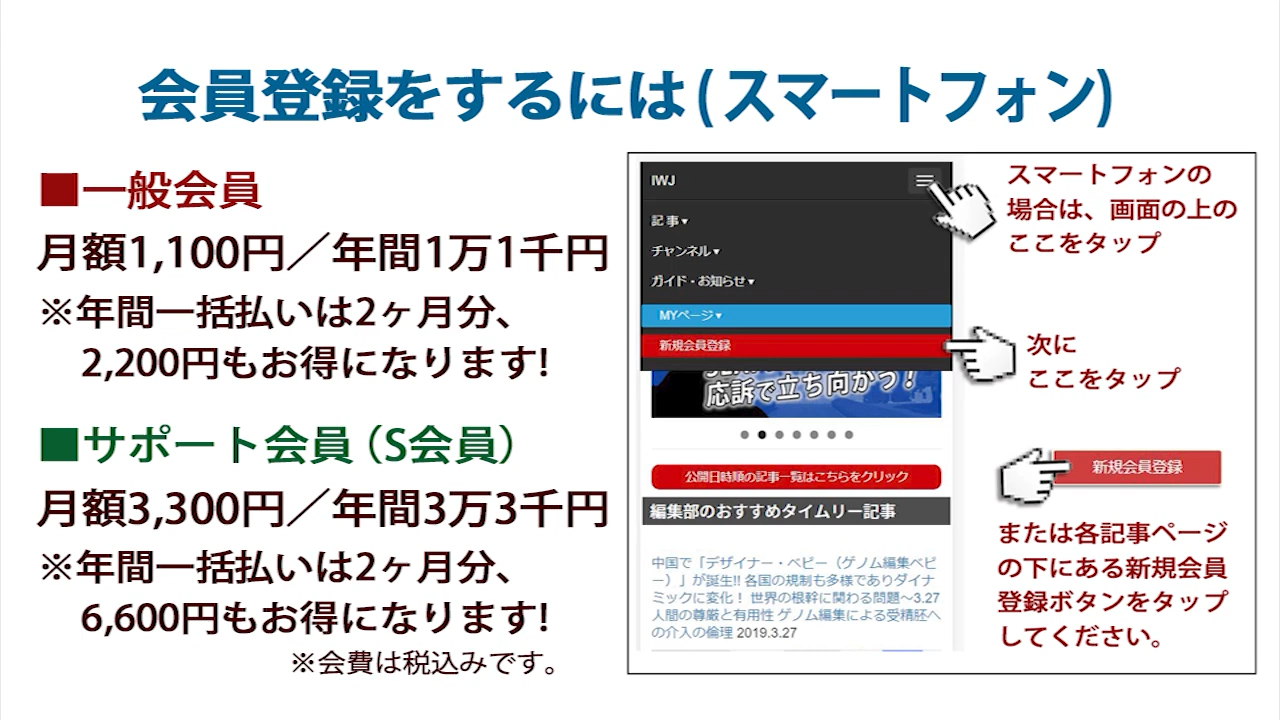 会員登録をするには(スマートフォン)
■一般会員
月額1,100円／年間1万1千円
※年間一括払いは2ヶ月分、
2,200円もお得になります!
■サポート会員（S会員）
月額3,300円／年間3万3千円
※年間一括払いは2ヶ月分、
6,600円もお得になります!
※会費は税込みです。
IWJ
記事▾
チャンネル▾
ガイド・お知らせ▾
MYページ▾
新規会員登録
応訴で立ち向かう！
公開日時順の記事一覧はこちらをクリック
編集部のおすすめタイムリー記事
中国で「デザイナー・ベビー（ゲノム編集ベビ
ー）」が誕生!! 各国の規制も多様でありダイナ
ミックに変化！ 世界の根幹に関わる問題〜3.27
人間の尊厳と有用性 ゲノム編集による受精胚へ
の介入の倫理 2019.3.27
スマートフォンの
場合は、画面の上の
ここをタップ
次に
ここをタップ
新規会員登録
または各記事ページ
の下にある新規会員
登録ボタンをタップ
してください。